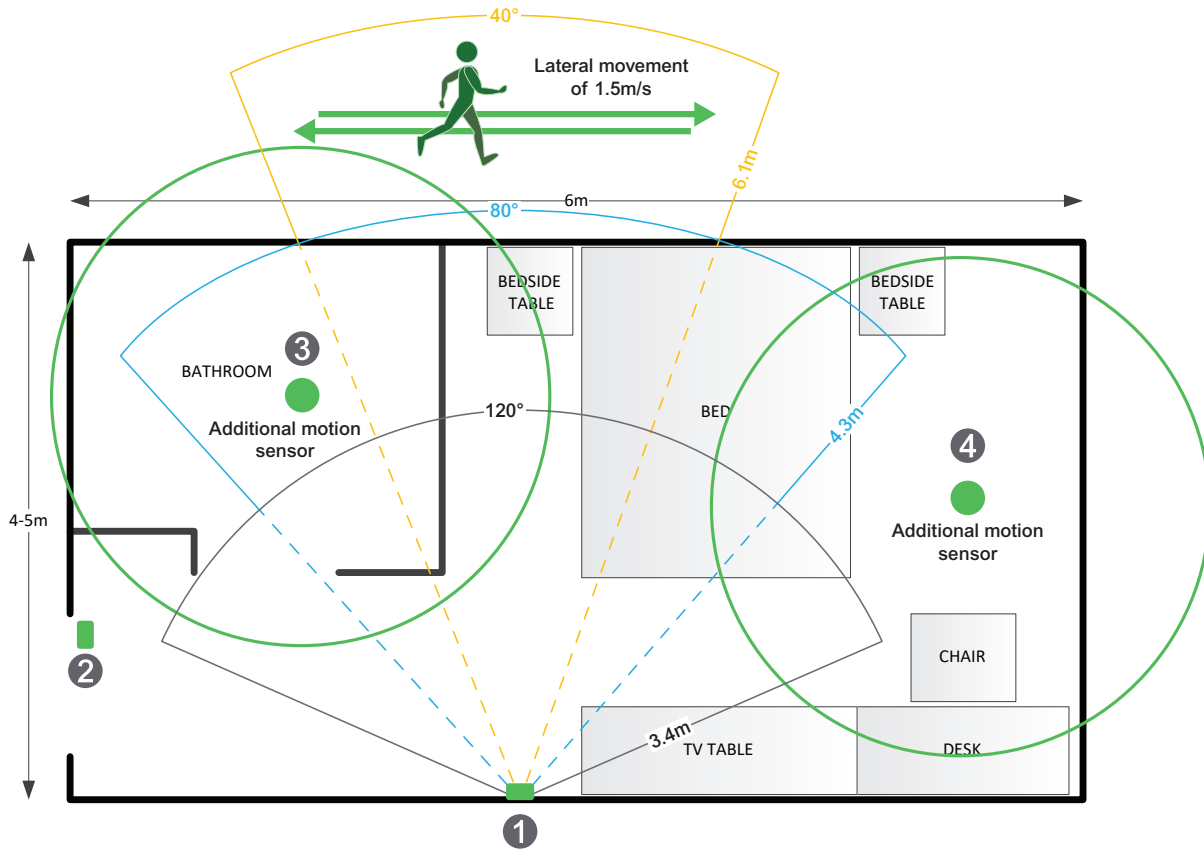 40°
Lateral movement
of 1.5m/s
6.1m
6m
80°
BEDSIDE
TABLE
BEDSIDE
TABLE
3
BATHROOM
Additional motion
sensor
120°
BED
4.3m
4
Additional motion
sensor
4-5m
2
CHAIR
3.4m
TV TABLE
DESK
1